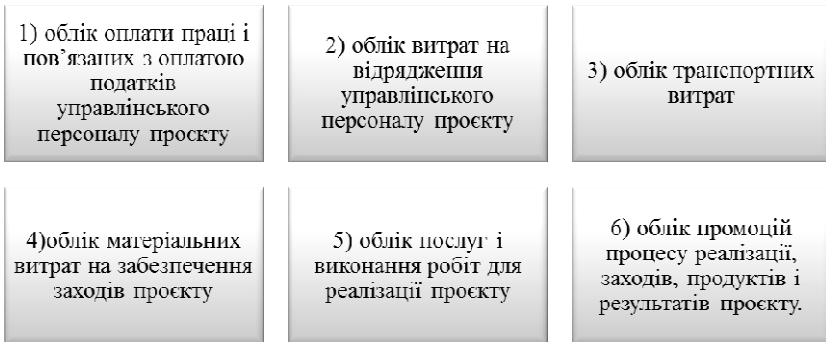 1) облік оплати праці і
пов’язаних з оплатою
податків
управлінського
персоналу проєкту
2) облік витрат на
відрядження
управлінського
персоналу проєкту
3) облік транспортних
витрат
4)облік матеріальних
витрат на забезпечення
заходів проєкту
5) облік послуг і
виконання робіт для
реалізації проєкту
6) облік промоцій
процесу реалізації,
заходів, продуктів і
результатів проєкту.